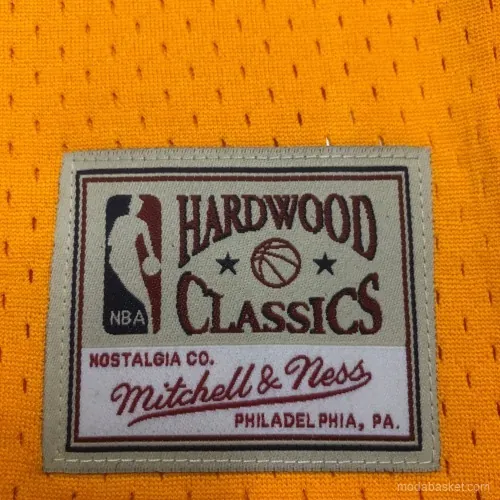 HARDWOOD
NBA
CLASSICS
NOSTALGIA CO.
Mitchell & Ness
PHILADELPHIA, PA.
modabasket.com